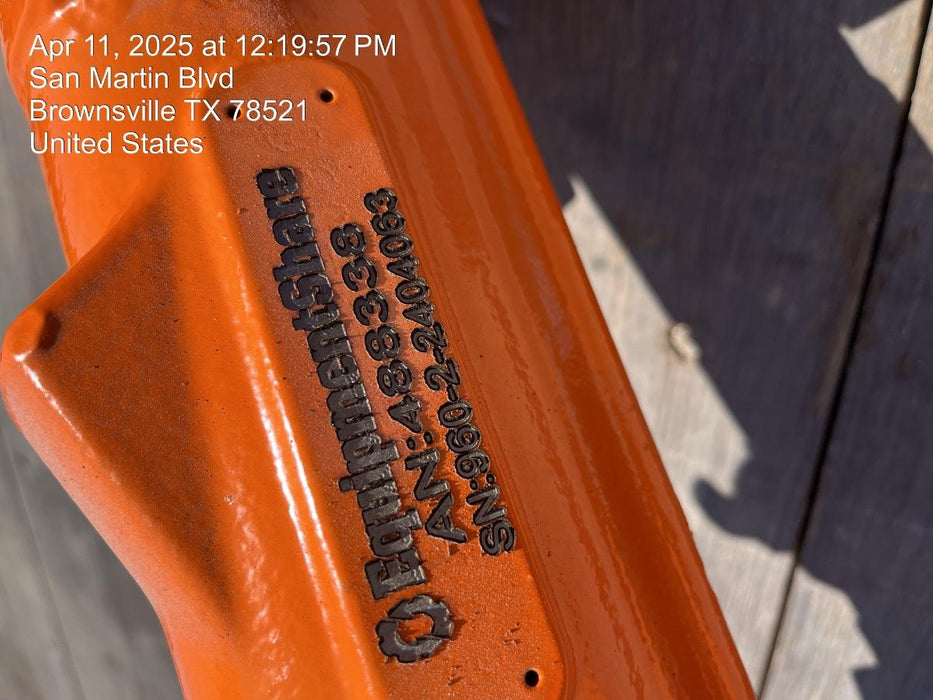 Apr 11, 2025 at 12:19:57 PM
San Martin Blvd
Brownsville TX 78521
United States
EquipmentShare
AN:4888338
SN:960-2-2404063